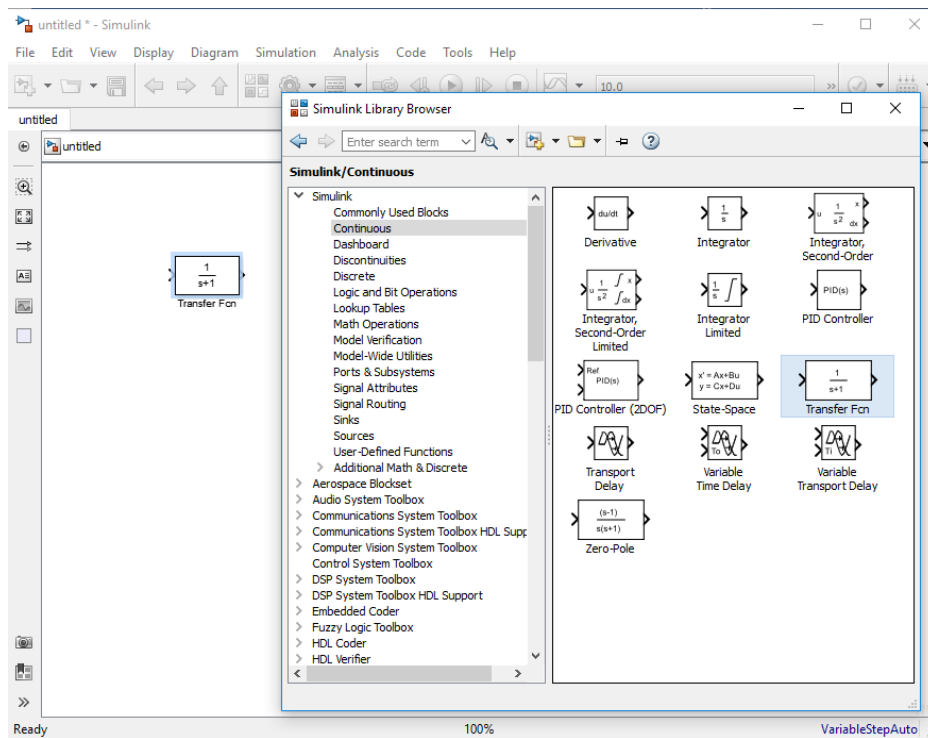 untitled * - Simulink
File Edit View Display Diagram Simulation Analysis Code Tools Help
10.0
untitled
untitled
1
s+1
Transfer Fcn
Simulink Library Browser
Enter search term
Simulink/Continuous
Simulink
Commonly Used Blocks
Continuous
Dashboard
Discontinuities
Discrete
Logic and Bit Operations
Lookup Tables
Math Operations
Model Verification
Model-Wide Utilities
Ports & Subsystems
Signal Attributes
Signal Routing
Sinks
Sources
User-Defined Functions
Additional Math & Discrete
Aerospace Blockset
Audio System Toolbox
Communications System Toolbox
Communications System Toolbox HDL Supp
Computer Vision System Toolbox
Control System Toolbox
DSP System Toolbox
DSP System Toolbox HDL Support
Embedded Coder
Fuzzy Logic Toolbox
HDL Coder
HDL Verifier
du/dt
Derivative
1
s
Integrator
u 1 x
s² dx
Integrator,
Second-Order
u 1 ∫ x
s² ∫ dx
Integrator,
Second-Order
Limited
1 ∫
s
Integrator
Limited
PID(s)
PID Controller
Ref
PID(s)
PID Controller (2DOF)
x' = Ax+Bu
y = Cx+Du
State-Space
1
s+1
Transfer Fcn
Transport
Delay
To
Variable
Time Delay
Ti
Variable
Transport Delay
(s-1)
s(s+1)
Zero-Pole
Ready 100% VariableStepAuto